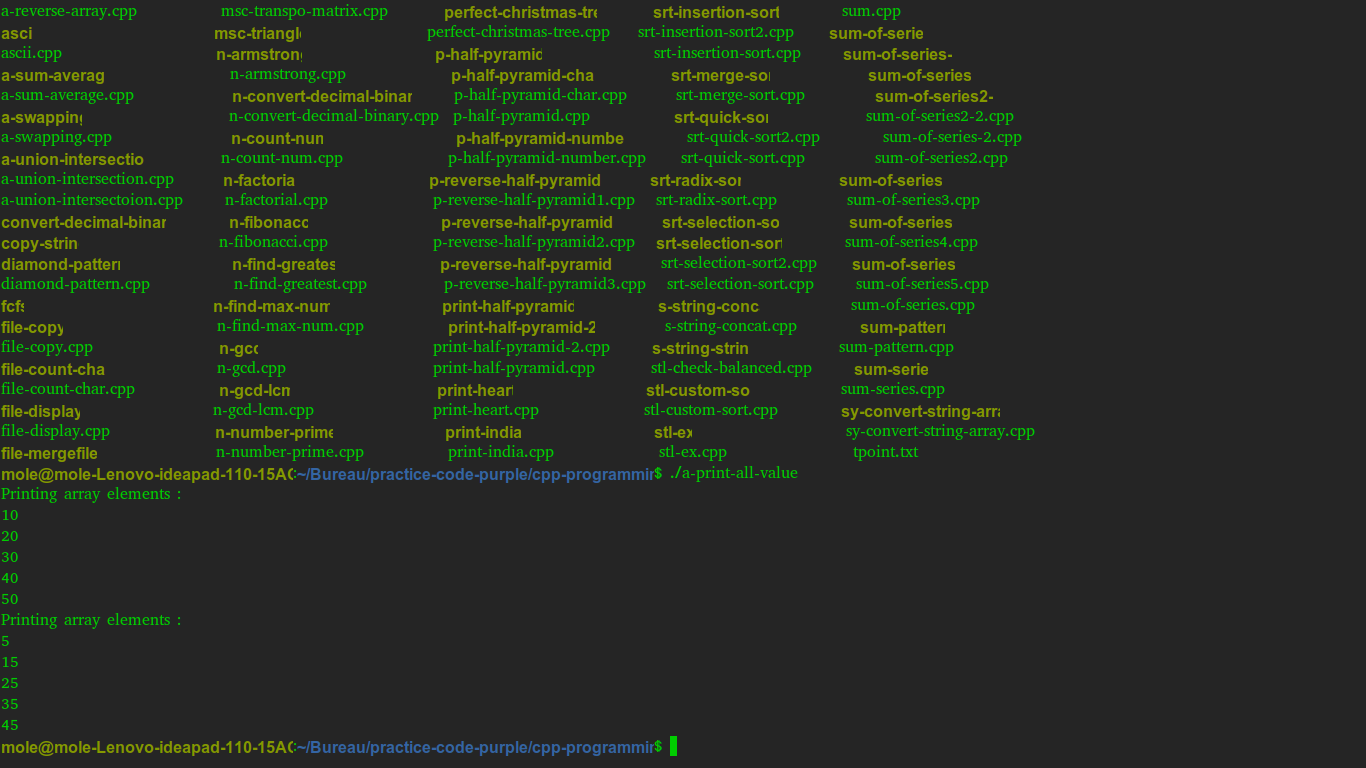 a-reverse-array.cpp msc-transpo-matrix.cpp perfect-christmas-tre srt-insertion-sort sum.cpp
asci msc-triangl perfect-christmas-tree.cpp srt-insertion-sort2.cpp sum-of-serie
ascii.cpp n-armstron p-half-pyramid srt-insertion-sort.cpp sum-of-series-
a-sum-averag n-armstrong.cpp p-half-pyramid-cha srt-merge-so sum-of-series
a-sum-average.cpp n-convert-decimal-binar p-half-pyramid-char.cpp srt-merge-sort.cpp sum-of-series2-
a-swapping n-convert-decimal-binary.cpp p-half-pyramid.cpp srt-quick-sor sum-of-series2-2.cpp
a-swapping.cpp n-count-num p-half-pyramid-numbe srt-quick-sort2.cpp sum-of-series-2.cpp
a-union-intersectio n-count-num.cpp p-half-pyramid-number.cpp srt-quick-sort.cpp sum-of-series2.cpp
a-union-intersection.cpp n-factoria p-reverse-half-pyramid srt-radix-sor sum-of-series
a-union-intersectoion.cpp n-factorial.cpp p-reverse-half-pyramid1.cpp srt-radix-sort.cpp sum-of-series3.cpp
convert-decimal-binar n-fibonacc p-reverse-half-pyramid srt-selection-so sum-of-series
copy-strin n-fibonacci.cpp p-reverse-half-pyramid2.cpp srt-selection-sort sum-of-series4.cpp
diamond-pattern n-find-greates p-reverse-half-pyramid srt-selection-sort2.cpp sum-of-series
diamond-pattern.cpp n-find-greatest.cpp p-reverse-half-pyramid3.cpp srt-selection-sort.cpp sum-of-series5.cpp
fcfs n-find-max-num print-half-pyramid s-string-conc sum-of-series.cpp
file-copy n-find-max-num.cpp print-half-pyramid-2 s-string-concat.cpp sum-pattern
file-copy.cpp n-gcd print-half-pyramid-2.cpp s-string-strin sum-pattern.cpp
file-count-cha n-gcd.cpp print-half-pyramid.cpp stl-check-balanced.cpp sum-serie
file-count-char.cpp n-gcd-lcm print-heart stl-custom-so sum-series.cpp
file-display n-gcd-lcm.cpp print-heart.cpp stl-custom-sort.cpp sy-convert-string-arra
file-display.cpp n-number-prime print-india stl-ex sy-convert-string-array.cpp
file-mergefile n-number-prime.cpp print-india.cpp stl-ex.cpp tpoint.txt
mole@mole-Lenovo-ideapad-110-15AC:~/Bureau/practice-code-purple/cpp-programmin$ ./a-print-all-value
Printing array elements :
10
20
30
40
50
Printing array elements :
5
15
25
35
45
mole@mole-Lenovo-ideapad-110-15AC:~/Bureau/practice-code-purple/cpp-programmin$